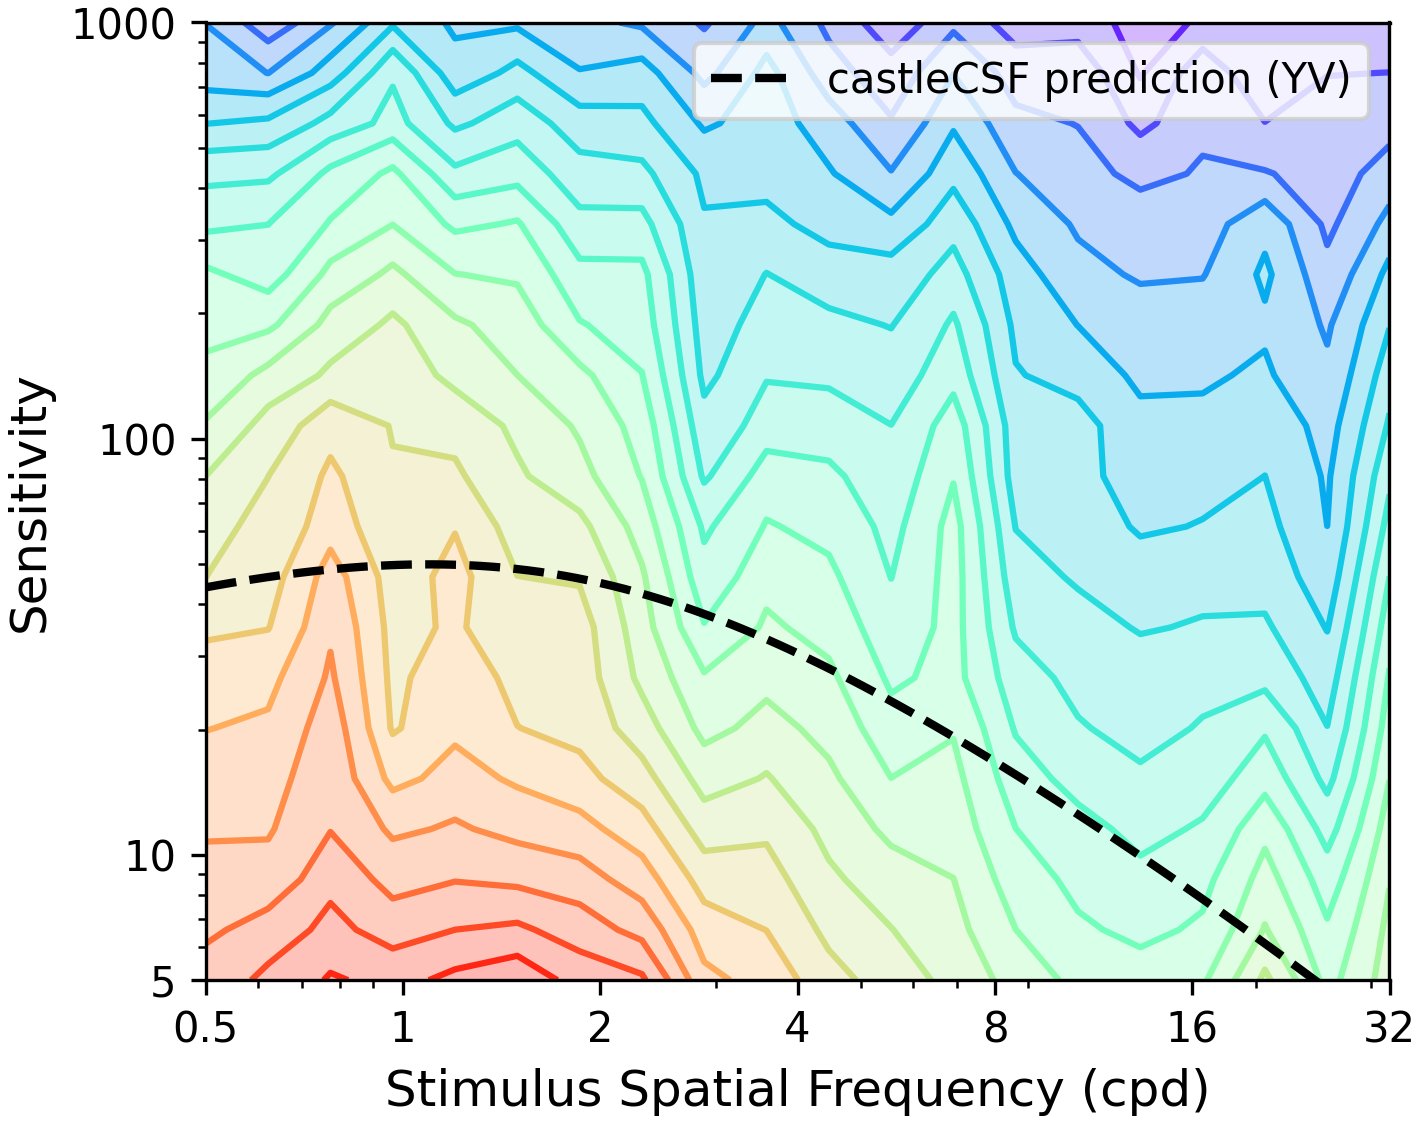 1000
castleCSF prediction (YV)
100
10
5
Sensitivity
0.5 1 2 4 8 16 32
Stimulus Spatial Frequency (cpd)